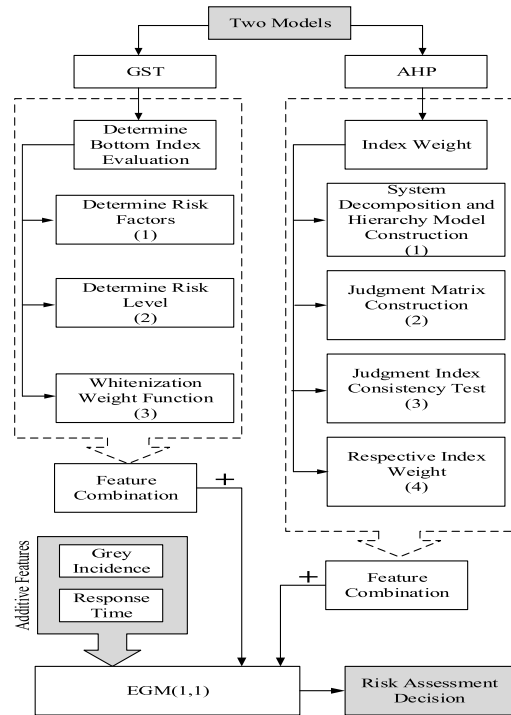 Two Models
GST
AHP
Determine
Bottom Index
Evaluation
Determine Risk
Factors
(1)
Determine Risk
Level
(2)
Whitenization
Weight Function
(3)
Feature
Combination
+
Index Weight
System
Decomposition and
Hierarchy Model
Construction
(1)
Judgment Matrix
Construction
(2)
Judgment Index
Consistency Test
(3)
Respective Index
Weight
(4)
+
Feature
Combination
Additive Features
Grey
Incidence
Response
Time
EGM(1,1)
Risk Assessment
Decision